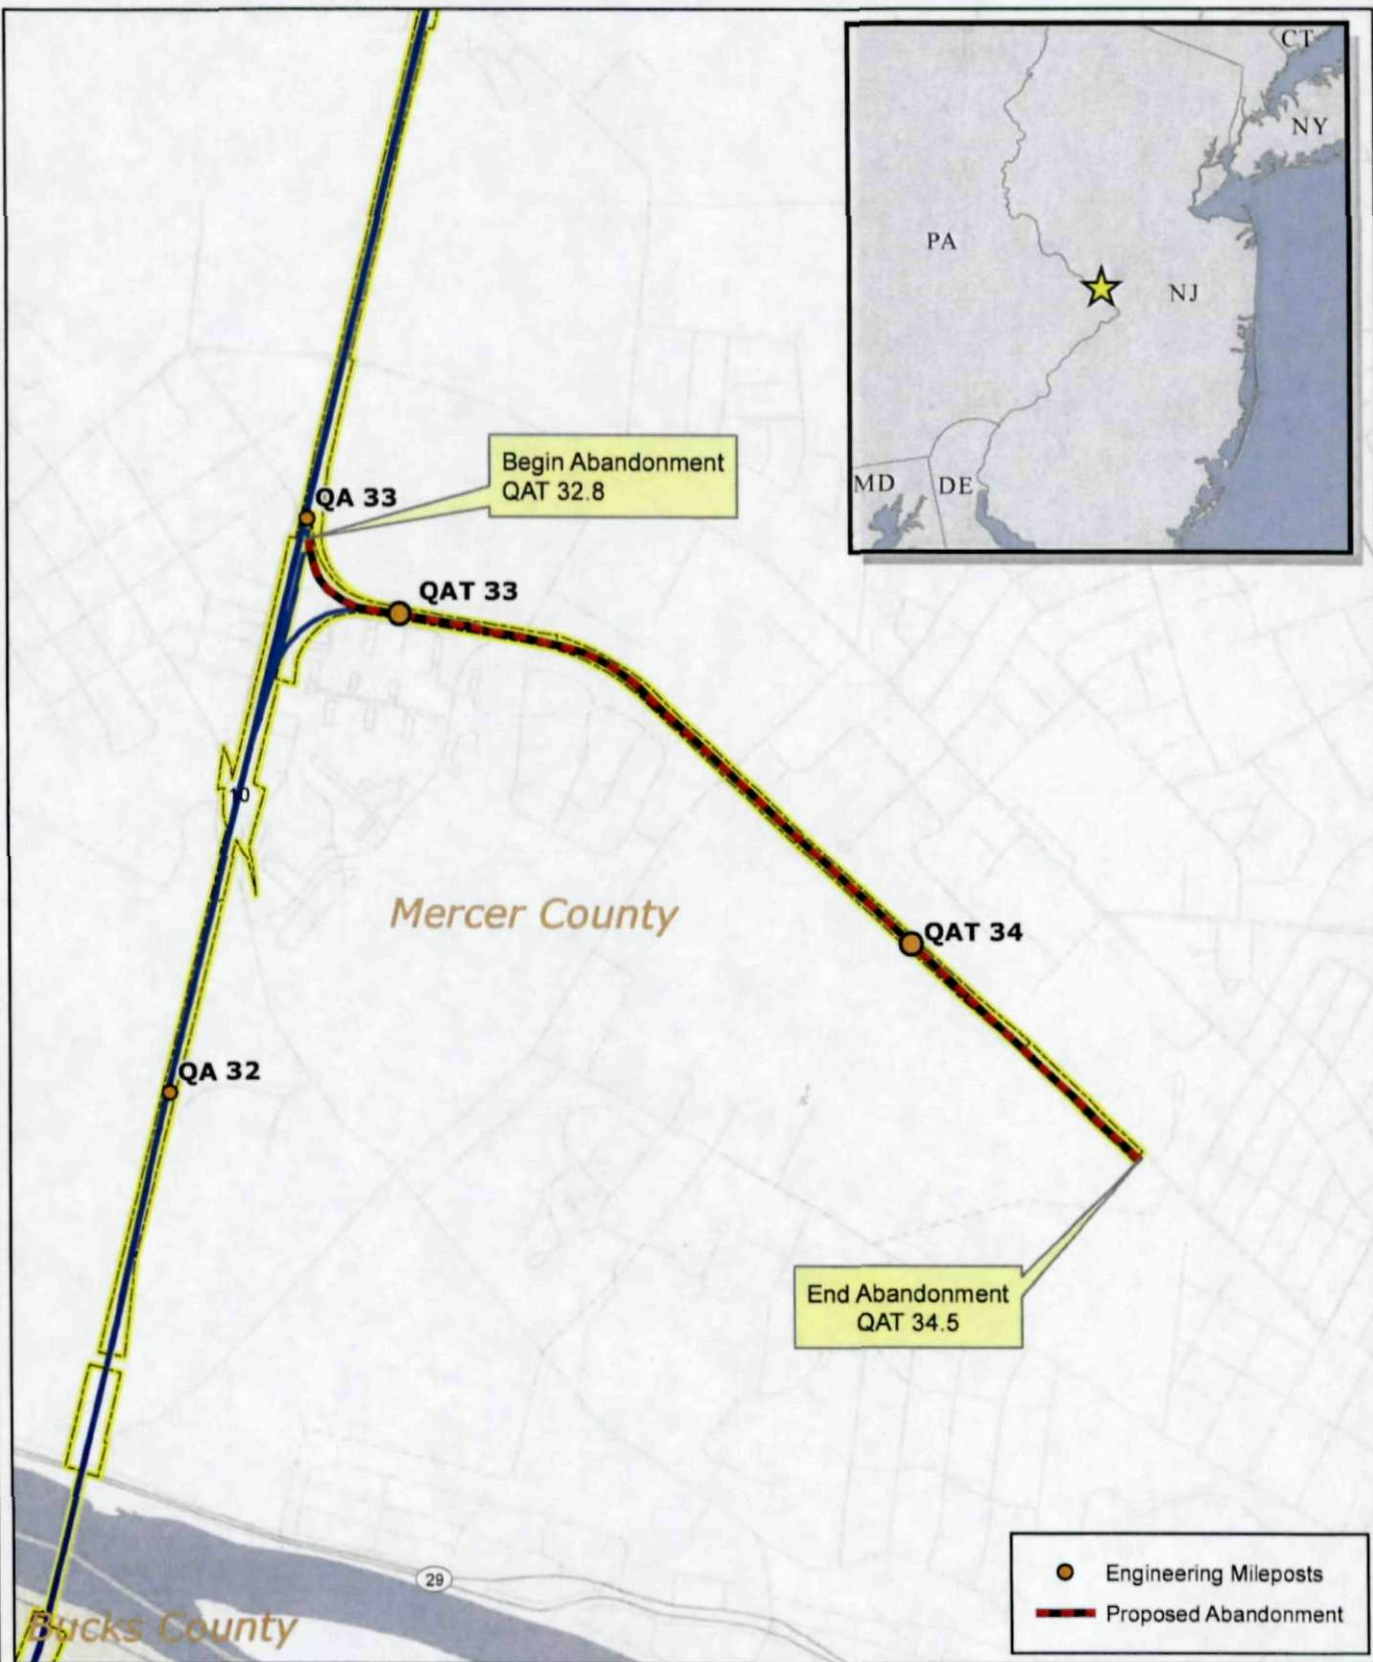 CT
NY
PA
NJ
MD
DE
Begin Abandonment
QAT 32.8
QA 33
QAT 33
10
Mercer County
QAT 34
QA 32
End Abandonment
QAT 34.5
29
Bucks County
Engineering Mileposts
Proposed Abandonment